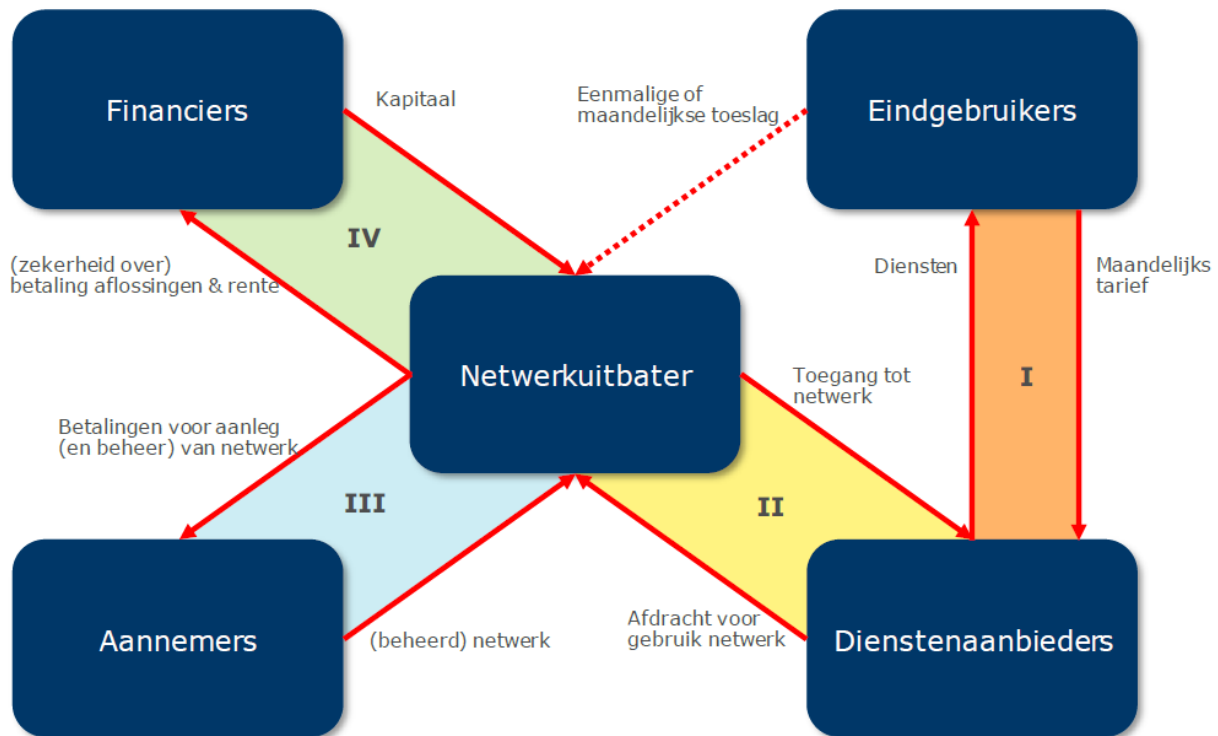 Financiers
Kapitaal
Eenmalige of
maandelijkse toeslag
Eindgebruikers
IV
(zekerheid over)
betaling aflossingen & rente
Diensten
Maandelijks
tarief
Netwerkuitbater
Toegang tot
netwerk
I
Betalingen voor aanleg
(en beheer) van netwerk
III
II
Aannemers
(beheerd) netwerk
Afdracht voor
gebruik netwerk
Dienstenaanbieders